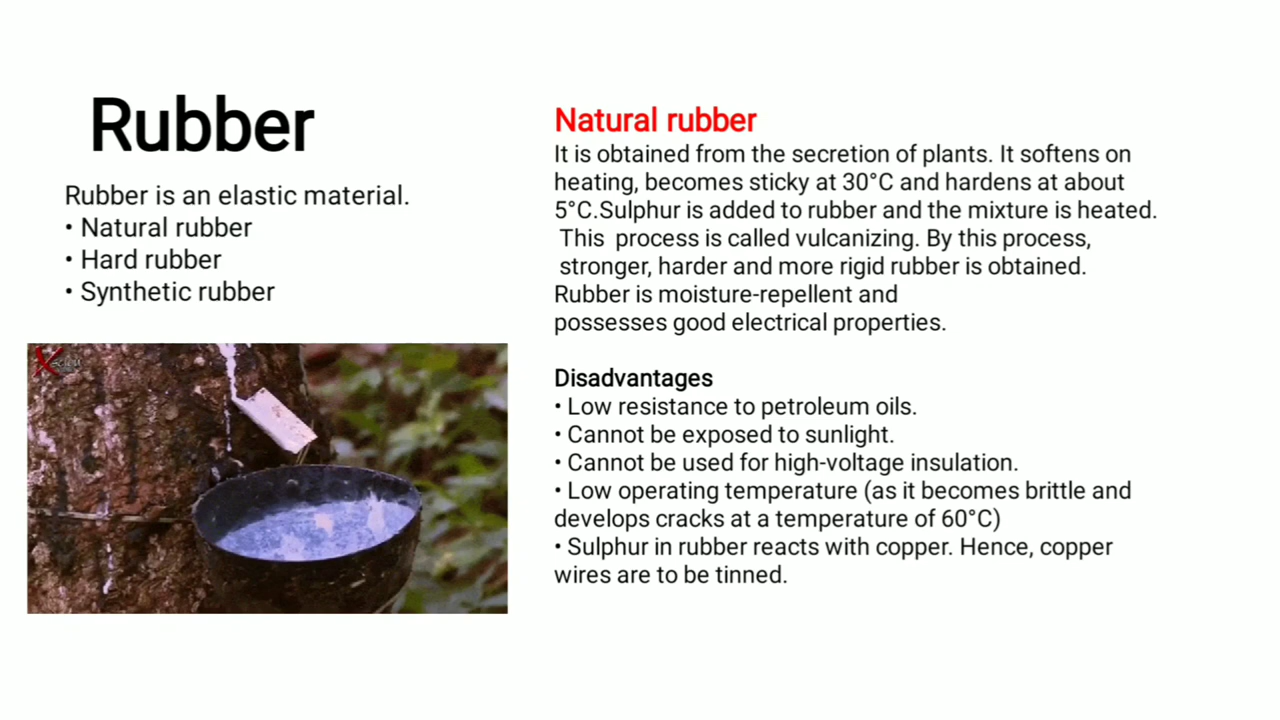 Rubber
Rubber is an elastic material.
• Natural rubber
• Hard rubber
• Synthetic rubber
Natural rubber
It is obtained from the secretion of plants. It softens on
heating, becomes sticky at 30°C and hardens at about
5°C.Sulphur is added to rubber and the mixture is heated.
This process is called vulcanizing. By this process,
stronger, harder and more rigid rubber is obtained.
Rubber is moisture-repellent and
possesses good electrical properties.
Disadvantages
• Low resistance to petroleum oils.
• Cannot be exposed to sunlight.
• Cannot be used for high-voltage insulation.
• Low operating temperature (as it becomes brittle and
develops cracks at a temperature of 60°C)
• Sulphur in rubber reacts with copper. Hence, copper
wires are to be tinned.